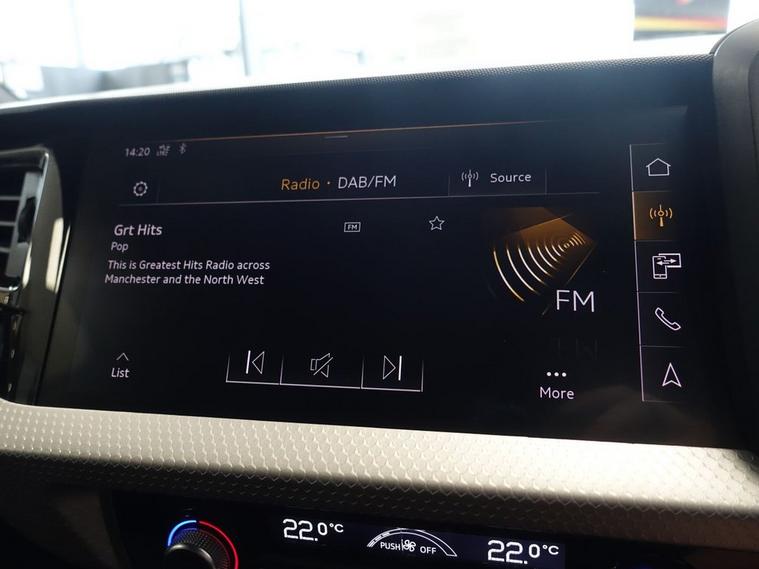 14:20
Radio · DAB/FM
Source
Grt Hits
FM
Pop
This is Greatest Hits Radio across
Manchester and the North West
FM
List
More
22.0°C
PUSH
OFF
22.0°C